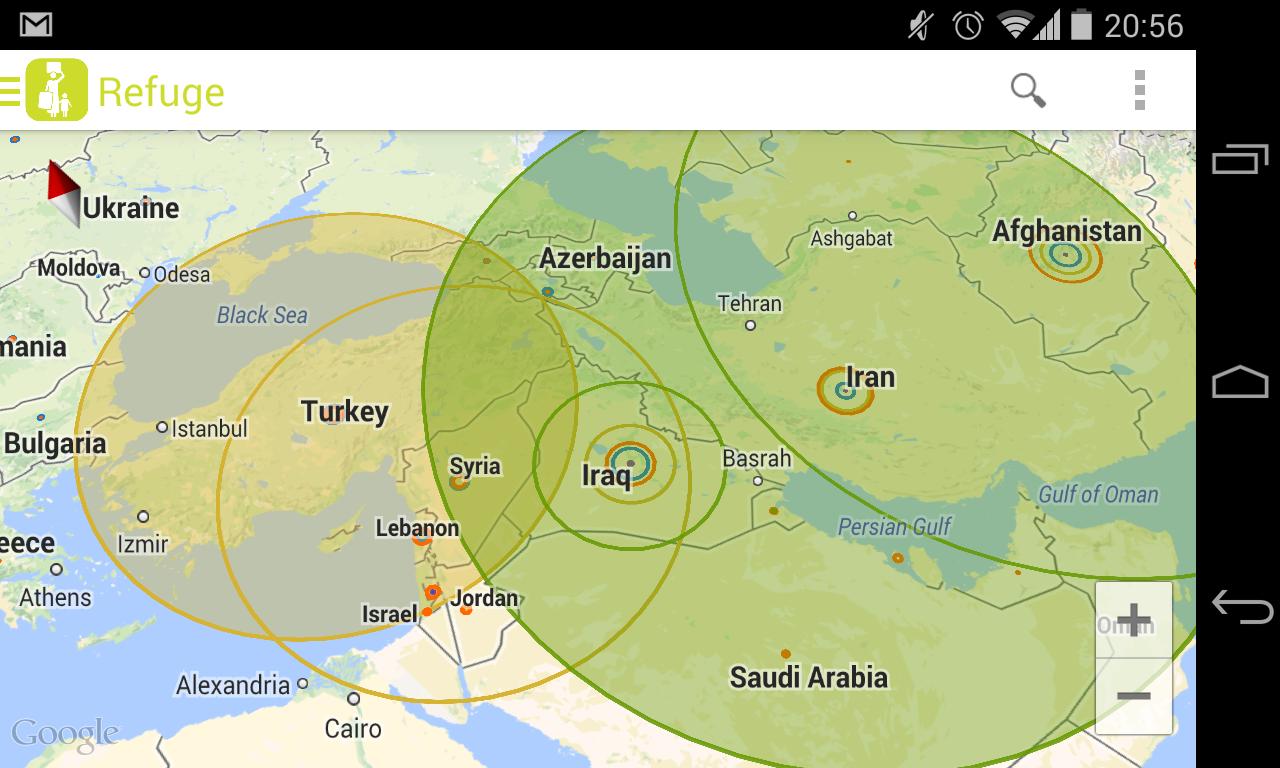 20:56
Refuge
Ukraine
Afghanistan
Ashgabat
Azerbaijan
Moldova
Odesa
Tehran
Black Sea
mania
Iran
Turkey
Istanbul
Bulgaria
Syria
Iraq
Basrah
Gulf of Oman
Persian Gulf
Lebanon
Izmir
eece
Athens
Israel
Jordan
Oman
Saudi Arabia
Alexandria
Cairo
Google